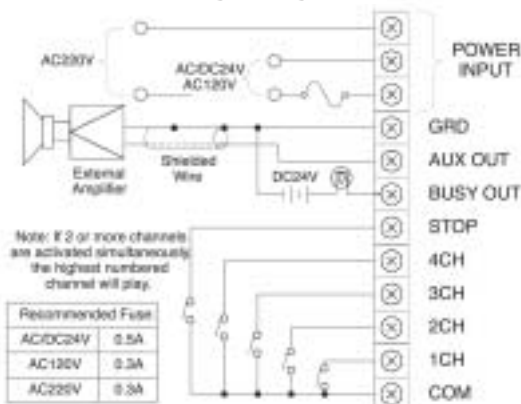 AC220V
AC/DC24V
AC120V
POWER
INPUT
GRD
AUX OUT
BUSY OUT
STOP
4CH
3CH
2CH
1CH
COM
External
Amplifier
Shielded
Wire
DC24V
Note: If 2 or more channels
are activated simultaneously
the highest numbered
channel will play.
Recommended Fuse
AC/DC24V 0.5A
AC120V 0.3A
AC220V 0.3A